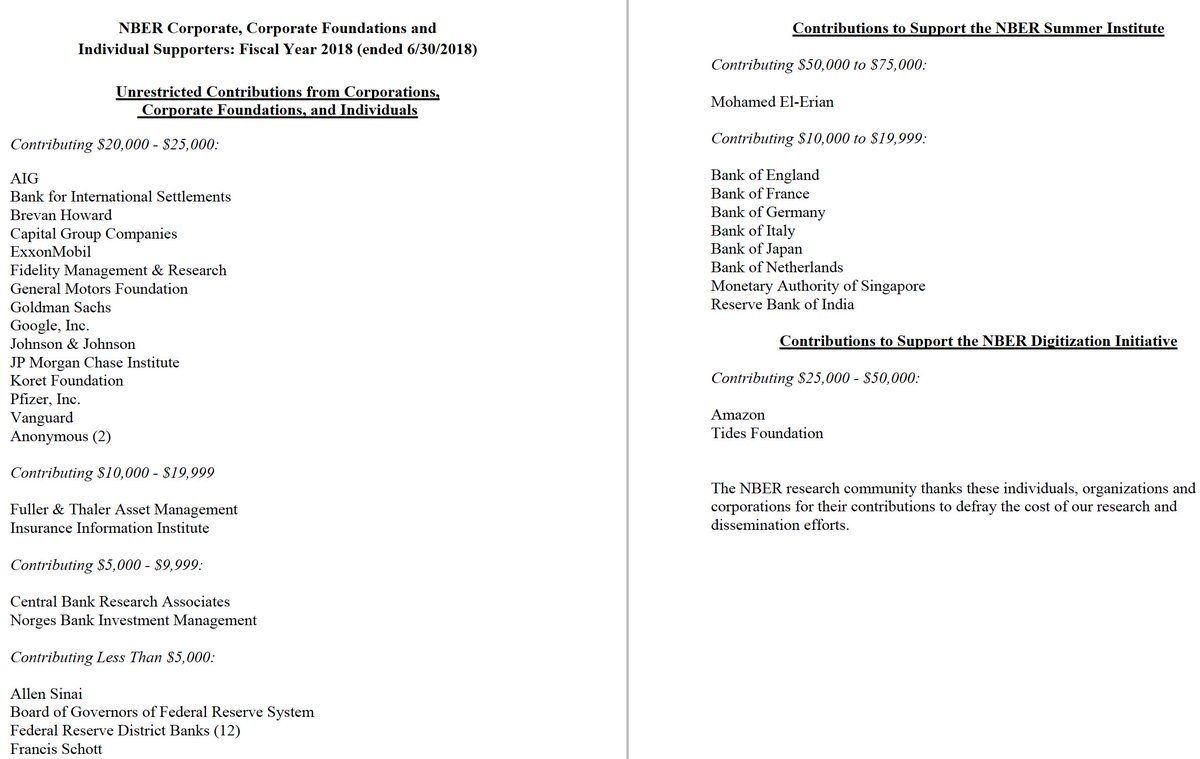 NBER Corporate, Corporate Foundations and
Individual Supporters: Fiscal Year 2018 (ended 6/30/2018)
Unrestricted Contributions from Corporations,
Corporate Foundations, and Individuals
Contributing $20,000 - $25,000:
AIG
Bank for International Settlements
Brevan Howard
Capital Group Companies
ExxonMobil
Fidelity Management & Research
General Motors Foundation
Goldman Sachs
Google, Inc.
Johnson & Johnson
JP Morgan Chase Institute
Koret Foundation
Pfizer, Inc.
Vanguard
Anonymous (2)
Contributing $10,000 - $19,999
Fuller & Thaler Asset Management
Insurance Information Institute
Contributing $5,000 - $9,999:
Central Bank Research Associates
Norges Bank Investment Management
Contributing Less Than $5,000:
Allen Sinai
Board of Governors of Federal Reserve System
Federal Reserve District Banks (12)
Francis Schott
Contributions to Support the NBER Summer Institute
Contributing $50,000 to $75,000:
Mohamed El-Erian
Contributing $10,000 to $19,999:
Bank of England
Bank of France
Bank of Germany
Bank of Italy
Bank of Japan
Bank of Netherlands
Monetary Authority of Singapore
Reserve Bank of India
Contributions to Support the NBER Digitization Initiative
Contributing $25,000 - $50,000:
Amazon
Tides Foundation
The NBER research community thanks these individuals, organizations and
corporations for their contributions to defray the cost of our research and
dissemination efforts.